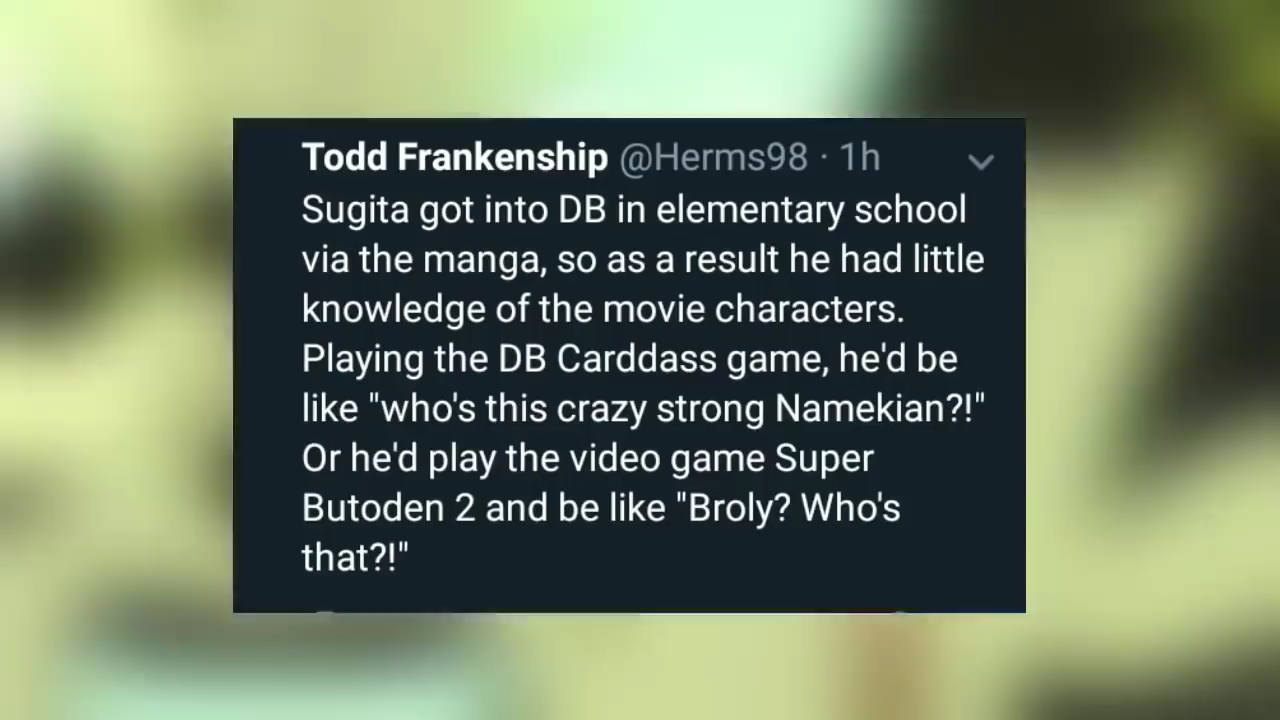 Todd Frankenship @Herms98 · 1h
Sugita got into DB in elementary school
via the manga, so as a result he had little
knowledge of the movie characters.
Playing the DB Carddass game, he'd be
like "who's this crazy strong Namekian?!"
Or he'd play the video game Super
Butoden 2 and be like "Broly? Who's
that?!"